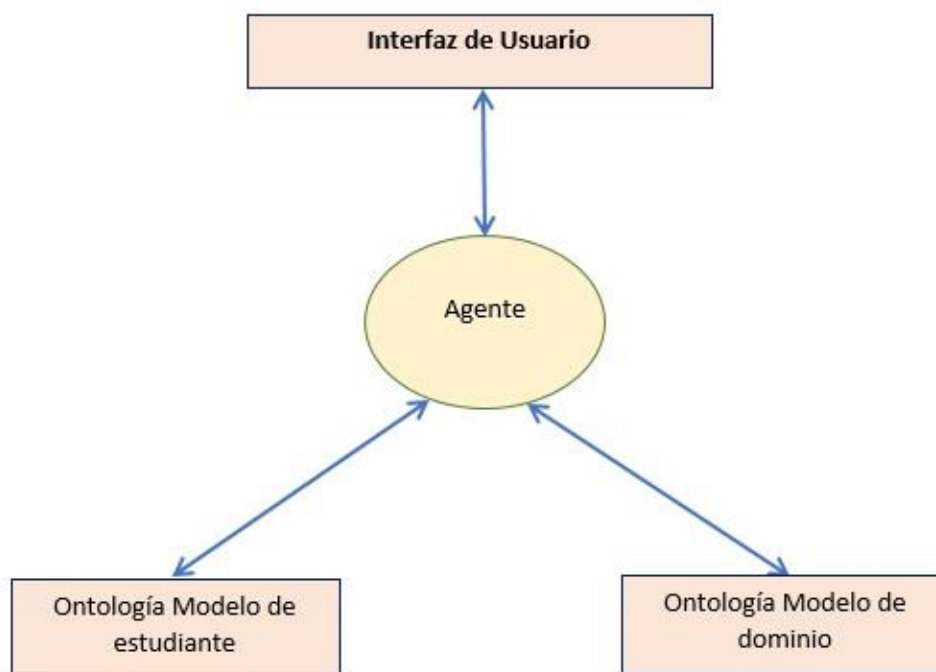 Interfaz de Usuario
Agente
Ontología Modelo de
estudiante
Ontología Modelo de
dominio